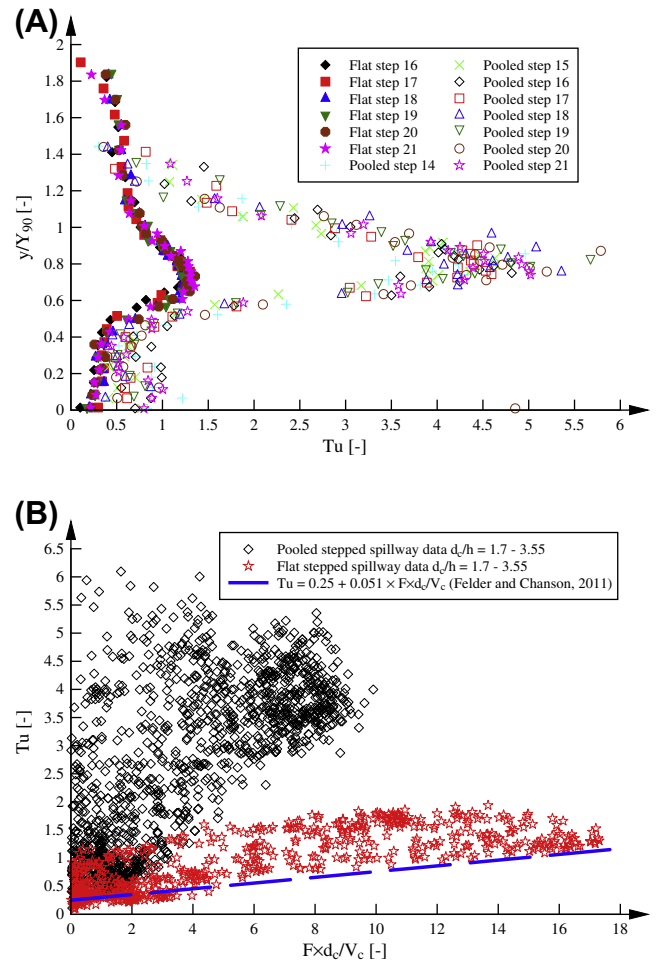 (A)
2
1.8
1.6
1.4
1.2
1
0.8
0.6
0.4
0.2
0
y/Y90 [-]
Flat step 16
Flat step 17
Flat step 18
Flat step 19
Flat step 20
Flat step 21
Pooled step 14
Pooled step 15
Pooled step 16
Pooled step 17
Pooled step 18
Pooled step 19
Pooled step 20
Pooled step 21
0 0.5 1 1.5 2 2.5 3 3.5 4 4.5 5 5.5 6
Tu [-]
(B)
6.5
6
5.5
5
4.5
4
3.5
3
2.5
2
1.5
1
0.5
0
Tu [-]
Pooled stepped spillway data dc/h = 1.7 - 3.55
Flat stepped spillway data dc/h = 1.7 - 3.55
Tu = 0.25 + 0.051 × F×dc/Vc (Felder and Chanson, 2011)
0 2 4 6 8 10 12 14 16 18
F×dc/Vc [-]